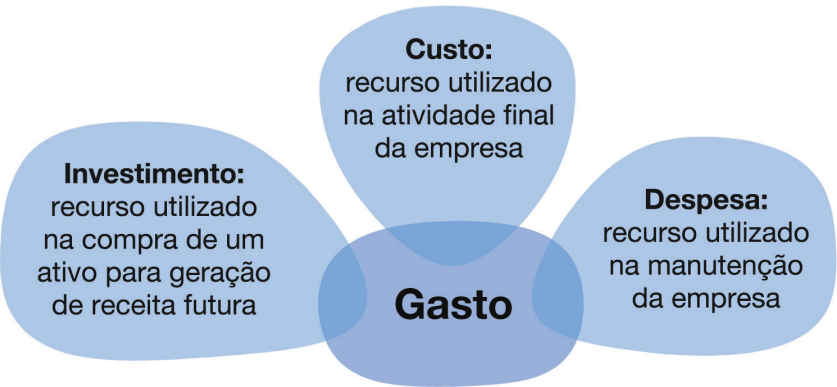 Custo:
recurso utilizado
na atividade final
da empresa
Investimento:
recurso utilizado
na compra de um
ativo para geração
de receita futura
Despesa:
recurso utilizado
na manutenção
da empresa
Gasto